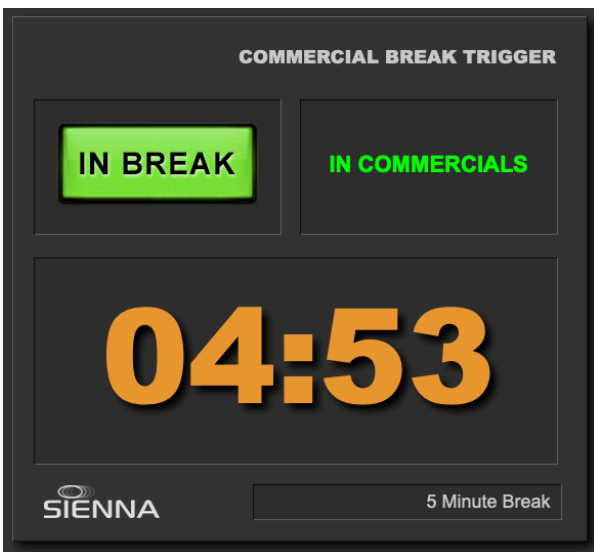 COMMERCIAL BREAK TRIGGER
IN BREAK
IN COMMERCIALS
04:53
SIENNA
5 Minute Break